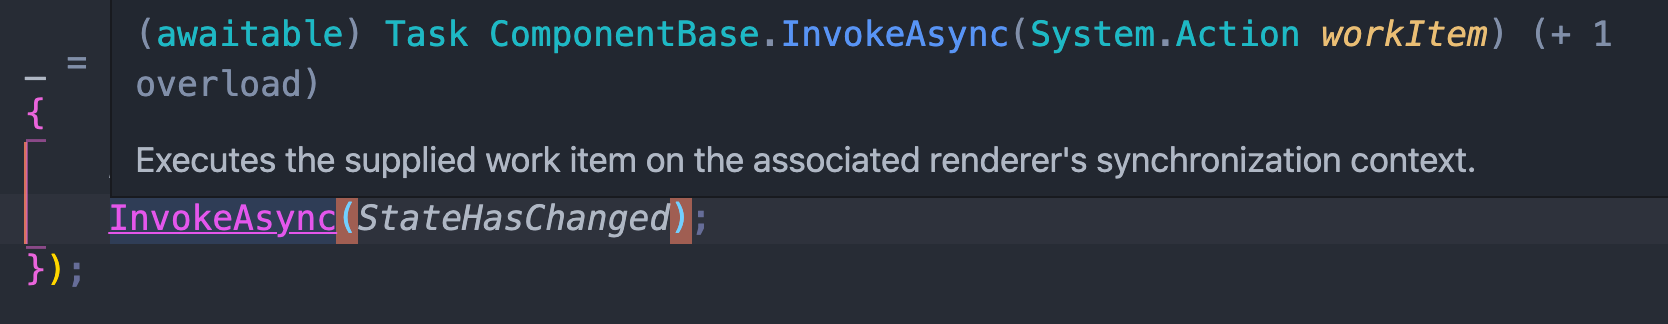 (awaitable) Task ComponentBase.InvokeAsync(System.Action workItem) (+ 1
overload)
_ =
{
Executes the supplied work item on the associated renderer's synchronization context.
InvokeAsync(StateHasChanged);
});